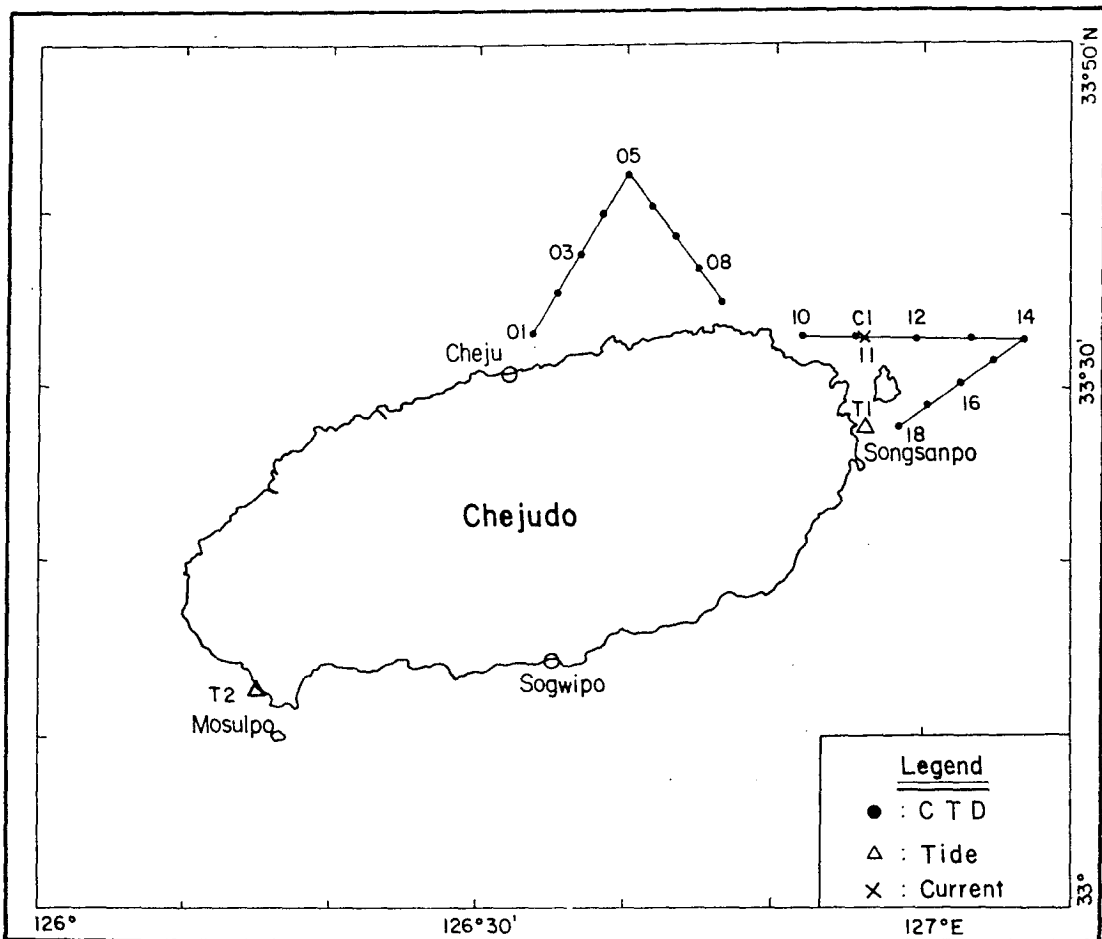 33°50'N
05
03
08
01
10
C1
12
14
11
Cheju
33°30'
16
T1
18
Songsanpo
Chejudo
T2
Mosulpo
Sogwipo
Legend
● : CTD
△ : Tide
× : Current
33°
126°
126°30'
127°E